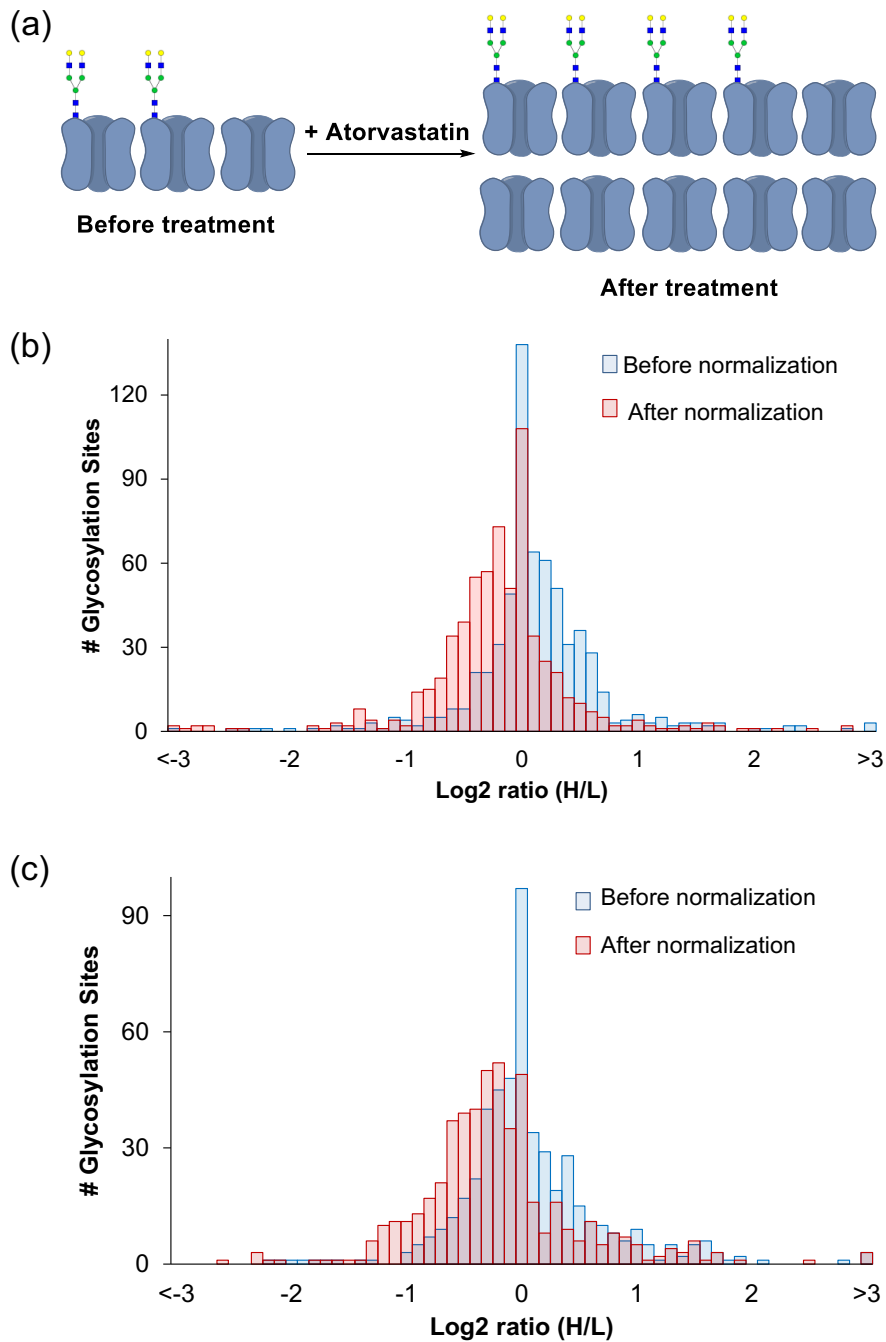 (a)
+ Atorvastatin
Before treatment
After treatment
(b)
Before normalization
After normalization
# Glycosylation Sites
120
90
60
30
0
<-3 -2 -1 0 1 2 >3
Log2 ratio (H/L)
(c)
Before normalization
After normalization
# Glycosylation Sites
90
60
30
0
<-3 -2 -1 0 1 2 >3
Log2 ratio (H/L)